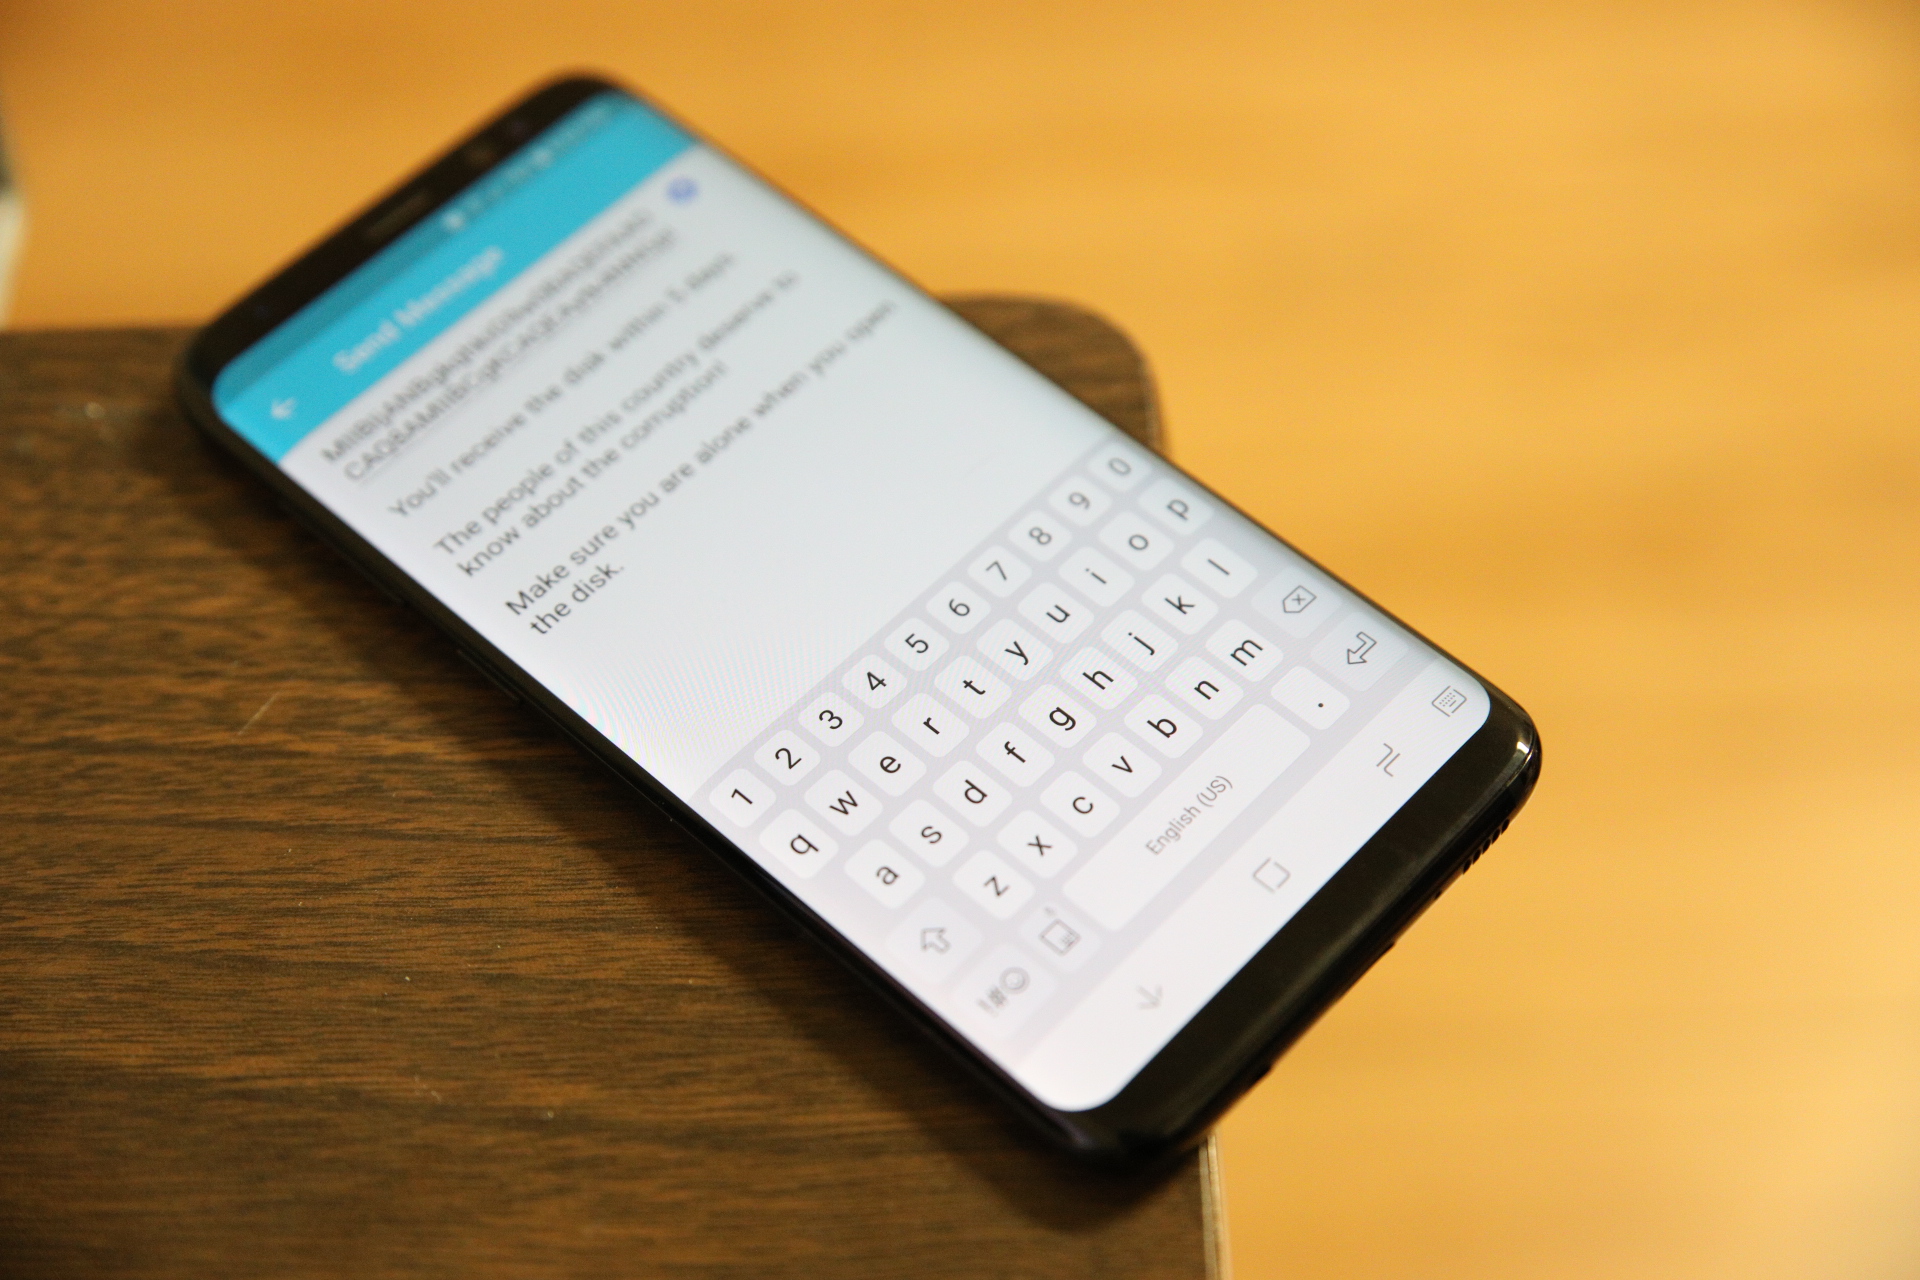 Send Message
You'll receive the disk within 5 days
The people of this country deserve to
know about the corruption!
Make sure you are alone when you open
the disk.
1 2 3 4 5 6 7 8 9 0
q w e r t y u i o p
a s d f g h j k l
z x c v b n m
!#☺ English (US) .